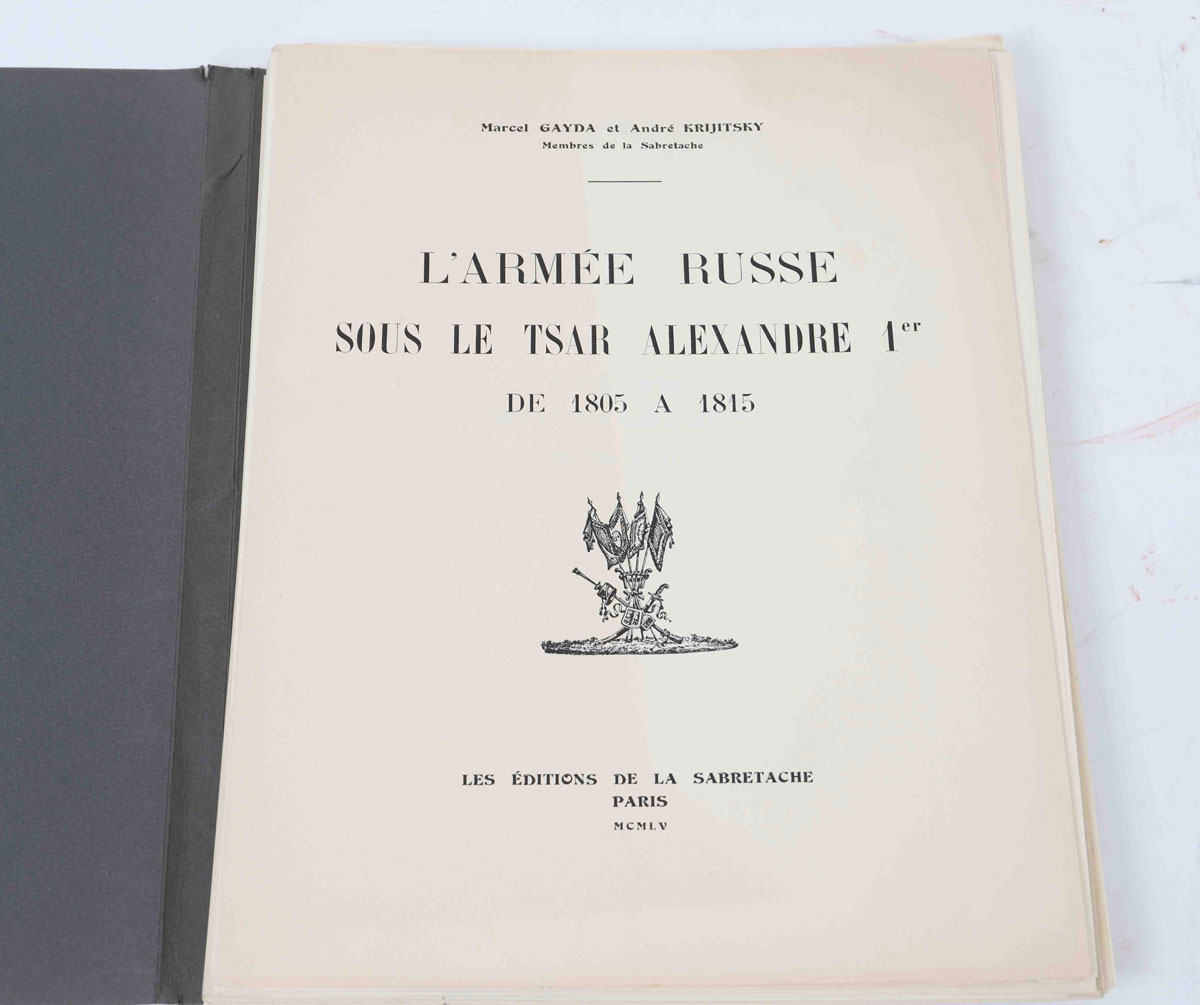 Marcel GAYDA et André KRIJITSKY
Membres de la Sabretache
L'ARMÉE RUSSE
SOUS LE TSAR ALEXANDRE 1er
DE 1805 A 1815
LES ÉDITIONS DE LA SABRETACHE
PARIS
MCMLV